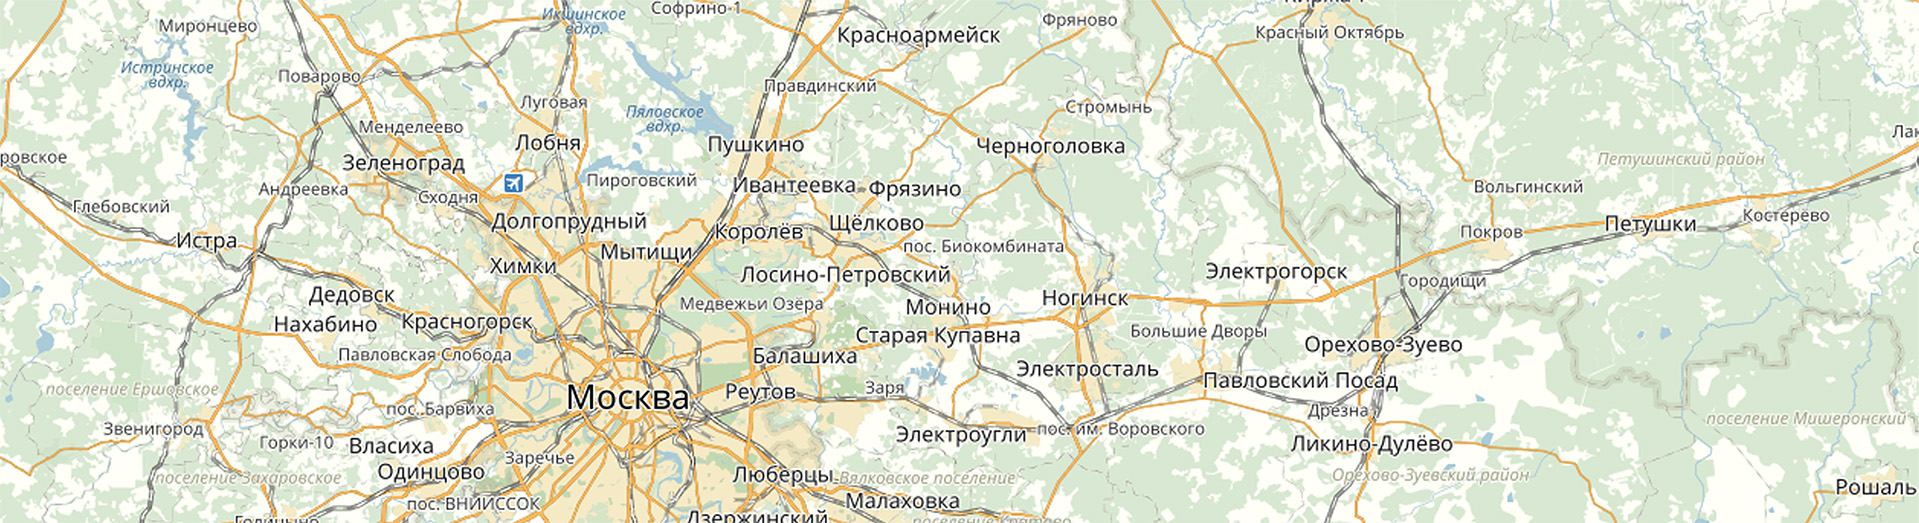 Софрино-1
Икшинское
вдхр.
Фряново
Миронцево
Красноармейск
Красный Октябрь
Истринское
вдхр.
Поварово
Правдинский
Луговая
Пяловское
вдхр.
Стромынь
Менделеево
Лобня
Пушкино
Черноголовка
Зеленоград
Петушинский район
Андреевка
Сходня
Пироговский
Ивантеевка
Фрязино
Вольгинский
Глебовский
Долгопрудный
Королёв
Щёлково
Костерёво
Петушки
Покров
Истра
Мытищи
пос. Биокомбината
Химки
Лосино-Петровский
Электрогорск
Городищи
Дедовск
Медвежьи Озёра
Монино
Ногинск
Нахабино
Красногорск
Старая Купавна
Большие Дворы
Павловская Слобода
Балашиха
Орехово-Зуево
Электросталь
поселение Ершовское
Москва
Реутов
Заря
Павловский Посад
пос. Барвиха
Дрезна
Звенигород
Горки-10
Власиха
Электроугли
пос. им. Воровского
Ликино-Дулёво
поселение Мишеронский
Заречье
Одинцово
поселение Захаровское
Люберцы
Вялковское поселение
Орехово-Зуевский район
Рошаль
пос. ВНИИССОК
Малаховка
Голицыно
Дзержинский